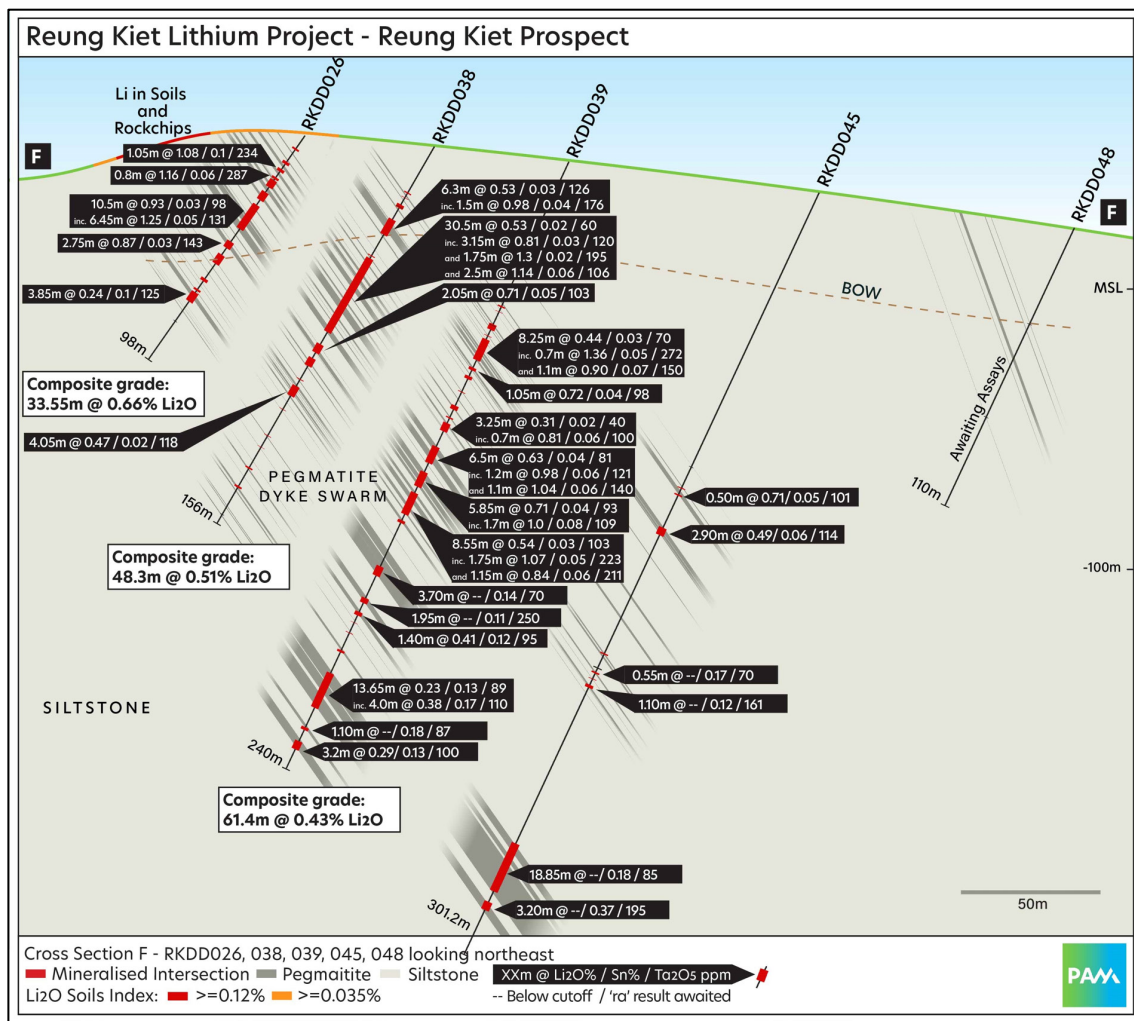 Reung Kiet Lithium Project - Reung Kiet Prospect
Li in Soils
and
Rockchips
RKDD026
RKDD038
RKDD039
RKDD045
RKDD048
F
F
1.05m @ 1.08 / 0.1 / 234
0.8m @ 1.16 / 0.06 / 287
10.5m @ 0.93 / 0.03 / 98
inc. 6.45m @ 1.25 / 0.05 / 131
2.75m @ 0.87 / 0.03 / 143
3.85m @ 0.24 / 0.1 / 125
98m
Composite grade:
33.55m @ 0.66% Li2O
6.3m @ 0.53 / 0.03 / 126
inc. 1.5m @ 0.98 / 0.04 / 176
30.5m @ 0.53 / 0.02 / 60
inc. 3.15m @ 0.81 / 0.03 / 120
and 1.75m @ 1.3 / 0.02 / 195
and 2.5m @ 1.14 / 0.06 / 106
2.05m @ 0.71 / 0.05 / 103
4.05m @ 0.47 / 0.02 / 118
156m
Composite grade:
48.3m @ 0.51% Li2O
PEGMATITE
DYKE SWARM
8.25m @ 0.44 / 0.03 / 70
inc. 0.7m @ 1.36 / 0.05 / 272
and 1.1m @ 0.90 / 0.07 / 150
1.05m @ 0.72 / 0.04 / 98
3.25m @ 0.31 / 0.02 / 40
inc. 0.7m @ 0.81 / 0.06 / 100
6.5m @ 0.63 / 0.04 / 81
inc. 1.2m @ 0.98 / 0.06 / 121
and 1.1m @ 1.04 / 0.06 / 140
5.85m @ 0.71 / 0.04 / 93
inc. 1.7m @ 1.0 / 0.08 / 109
8.55m @ 0.54 / 0.03 / 103
inc. 1.75m @ 1.07 / 0.05 / 223
and 1.15m @ 0.84 / 0.06 / 211
3.70m @ -- / 0.14 / 70
1.95m @ -- / 0.11 / 250
1.40m @ 0.41 / 0.12 / 95
13.65m @ 0.23 / 0.13 / 89
inc. 4.0m @ 0.38 / 0.17 / 110
1.10m @ --/ 0.18 / 87
3.2m @ 0.29/ 0.13 / 100
240m
Composite grade:
61.4m @ 0.43% Li2O
SILTSTONE
0.50m @ 0.71 / 0.05 / 101
2.90m @ 0.49/ 0.06 / 114
0.55m @ --/ 0.17 / 70
1.10m @ --/ 0.12 / 161
18.85m @ --/ 0.18 / 85
3.20m @ --/ 0.37 / 195
301.2m
BOW
MSL
Awaiting Assays
110m
-100m
50m
Cross Section F - RKDD026, 038, 039, 045, 048 looking northeast
Mineralised Intersection
Pegmaitite
Siltstone
XXm @ Li2O% / Sn% / Ta2O5 ppm
Li2O Soils Index:
>=0.12%
>=0.035%
-- Below cutoff / 'ra' result awaited
PAM